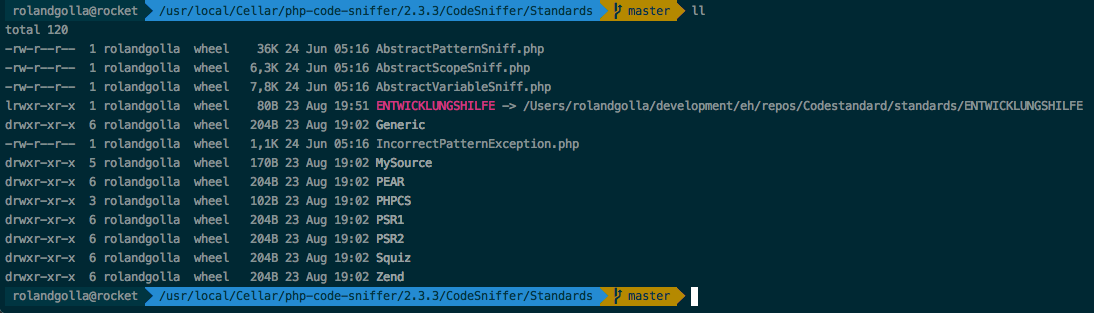 rolandgolla@rocket /usr/local/Cellar/php-code-sniffer/2.3.3/CodeSniffer/Standards master ll
total 120
-rw-r--r-- 1 rolandgolla wheel 36K 24 Jun 05:16 AbstractPatternSniff.php
-rw-r--r-- 1 rolandgolla wheel 6,3K 24 Jun 05:16 AbstractScopeSniff.php
-rw-r--r-- 1 rolandgolla wheel 7,8K 24 Jun 05:16 AbstractVariableSniff.php
lrwxr-xr-x 1 rolandgolla wheel 80B 23 Aug 19:51 ENTWICKLUNGSHILFE -> /Users/rolandgolla/development/eh/repos/Codestandard/standards/ENTWICKLUNGSHILFE
drwxr-xr-x 6 rolandgolla wheel 204B 23 Aug 19:02 Generic
-rw-r--r-- 1 rolandgolla wheel 1,1K 24 Jun 05:16 IncorrectPatternException.php
drwxr-xr-x 5 rolandgolla wheel 170B 23 Aug 19:02 MySource
drwxr-xr-x 6 rolandgolla wheel 204B 23 Aug 19:02 PEAR
drwxr-xr-x 3 rolandgolla wheel 102B 23 Aug 19:02 PHPCS
drwxr-xr-x 6 rolandgolla wheel 204B 23 Aug 19:02 PSR1
drwxr-xr-x 6 rolandgolla wheel 204B 23 Aug 19:02 PSR2
drwxr-xr-x 6 rolandgolla wheel 204B 23 Aug 19:02 Squiz
drwxr-xr-x 6 rolandgolla wheel 204B 23 Aug 19:02 Zend
rolandgolla@rocket /usr/local/Cellar/php-code-sniffer/2.3.3/CodeSniffer/Standards master